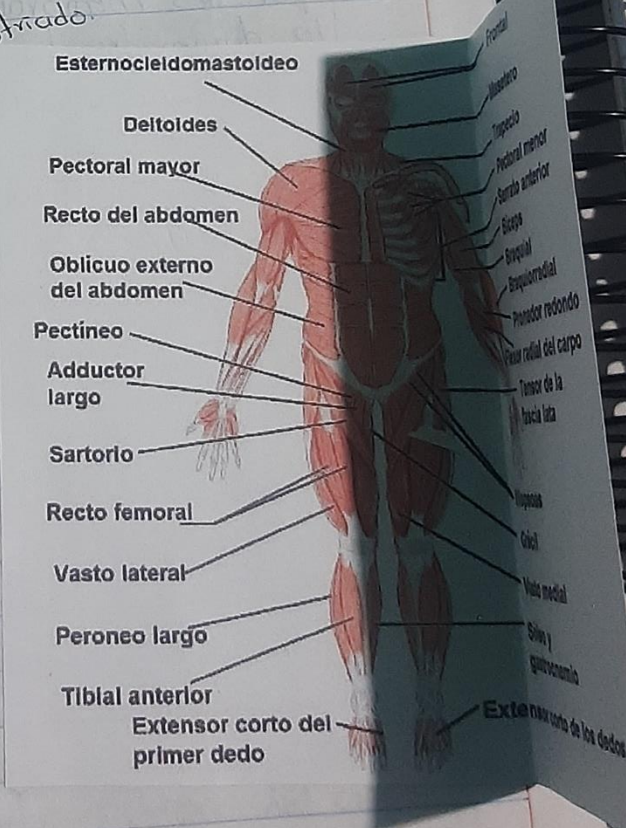 striado.
Esternocleidomastoideo
Deltoides
Pectoral mayor
Recto del abdomen
Oblicuo externo
del abdomen
Pectíneo
Adductor
largo
Sartorio
Recto femoral
Vasto lateral
Peroneo largo
Tibial anterior
Extensor corto del
primer dedo
Frontal
Masetero
Trapecio
Pectoral menor
Serrato anterior
Biceps
Braquial
Braquiorradial
Pronador redondo
Flexor radial del carpo
Tensor de la
fascia lata
Iliopsoas
Grácil
Vasto medial
Sóleo y
gastrocnemio
Extensor corto de los dedos